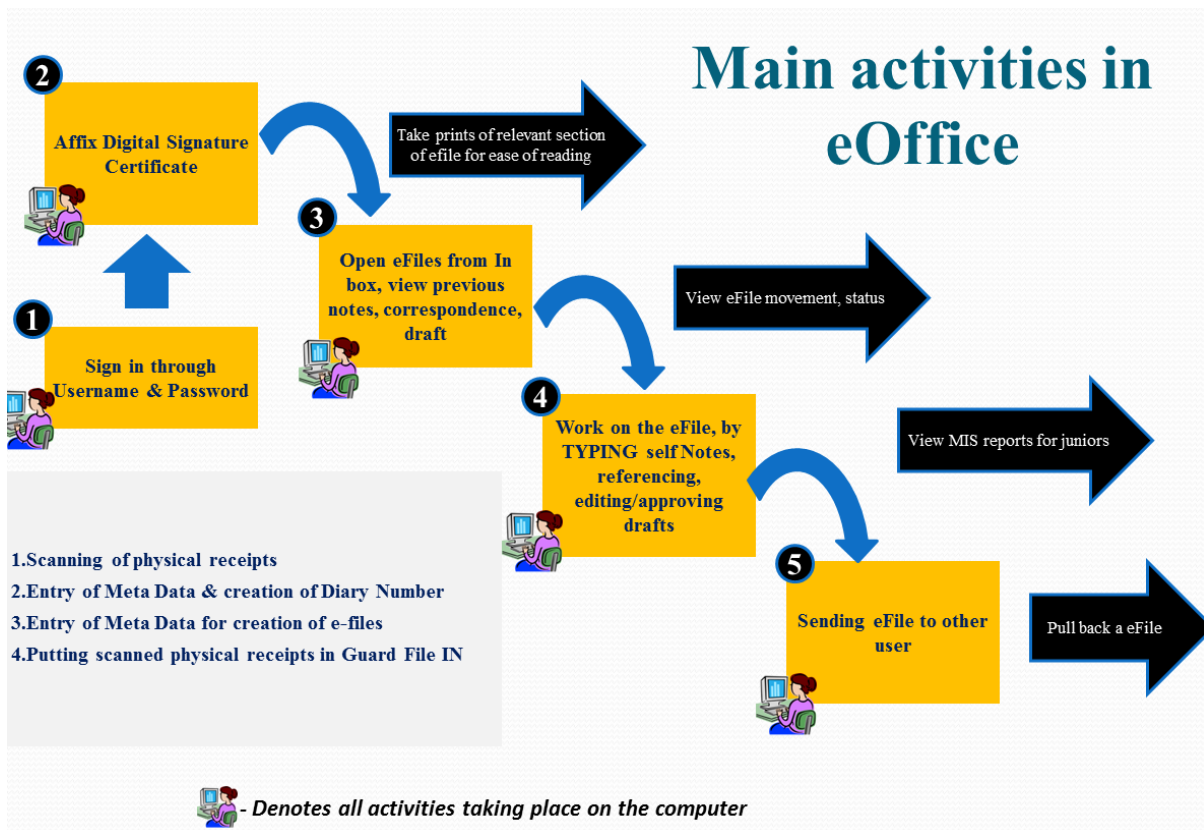 Main activities in
eOffice
2
Affix Digital Signature
Certificate
Take prints of relevant section
of efile for ease of reading
3
Open eFiles from In
box, view previous
notes, correspondence,
draft
View eFile movement, status
1
Sign in through
Username & Password
4
Work on the eFile, by
TYPING self Notes,
referencing,
editing/approving
drafts
View MIS reports for juniors
1.Scanning of physical receipts
2.Entry of Meta Data & creation of Diary Number
3.Entry of Meta Data for creation of e-files
4.Putting scanned physical receipts in Guard File IN
5
Sending eFile to other
user
Pull back a eFile
- Denotes all activities taking place on the computer